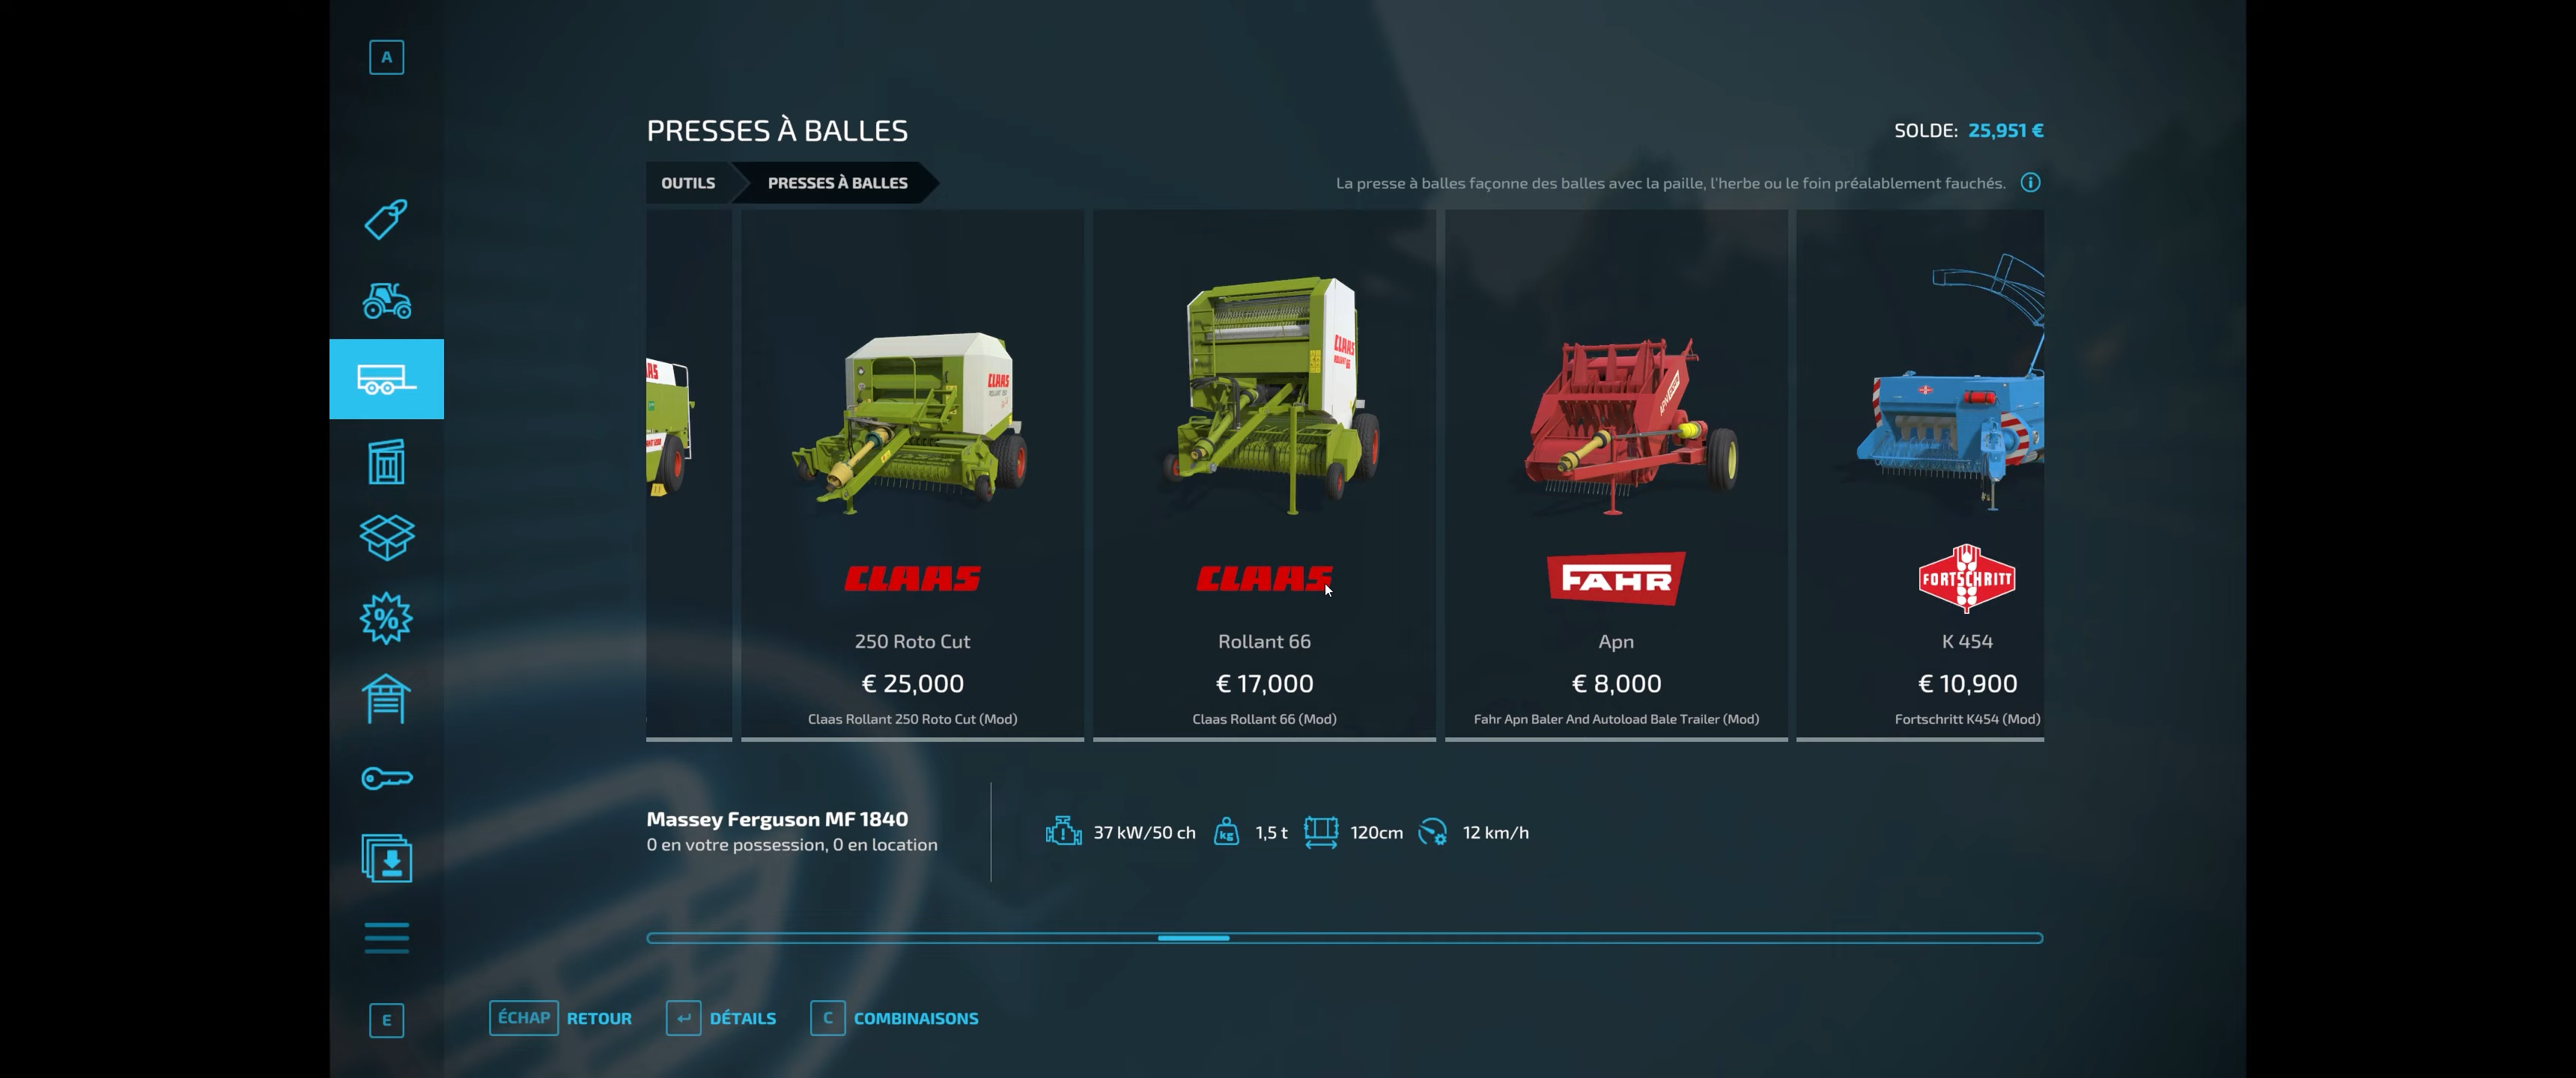 A
PRESSES À BALLES
SOLDE: 25,951 €
OUTILS
PRESSES À BALLES
La presse à balles façonne des balles avec la paille, l'herbe ou le foin préalablement fauchés.
CLAAS
250 Roto Cut
€ 25,000
Claas Rollant 250 Roto Cut (Mod)
CLAAS
ROLLANT 66
CLAAS
Rollant 66
€ 17,000
Claas Rollant 66 (Mod)
FAHR
Apn
€ 8,000
Fahr Apn Baler And Autoload Bale Trailer (Mod)
FORTSCHRITT
K 454
€ 10,900
Fortschritt K454 (Mod)
Massey Ferguson MF 1840
0 en votre possession, 0 en location
37 kW/50 ch
kg
1,5 t
120cm
12 km/h
E
ÉCHAP RETOUR
DÉTAILS
C COMBINAISONS